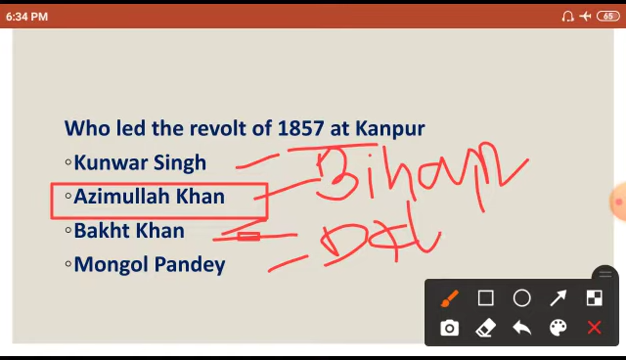 6:34 PM
65
Who led the revolt of 1857 at Kanpur
◦Kunwar Singh
Bihar
◦Azimullah Khan
◦Bakht Khan
◦Mongol Pandey